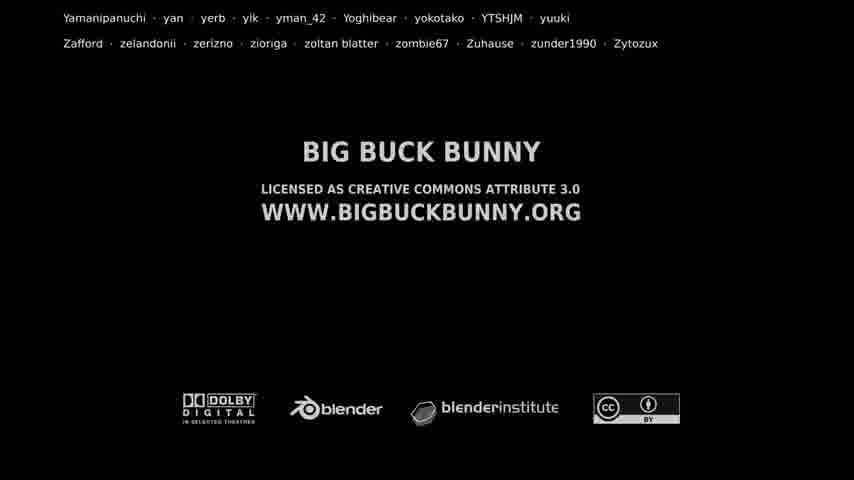 Yamanipanuchi · yan · yerb · ylk · yman_42 · Yoghibear · yokotako · YTSHJM · yuuki
Zafford · zelandonii · zerizno · zioriga · zoltan blatter · zombie67 · Zuhause · zunder1990 · Zytozux
BIG BUCK BUNNY
LICENSED AS CREATIVE COMMONS ATTRIBUTE 3.0
WWW.BIGBUCKBUNNY.ORG
DOLBY
DIGITAL
IN SELECTED THEATRES
blender
blenderinstitute
CC
BY